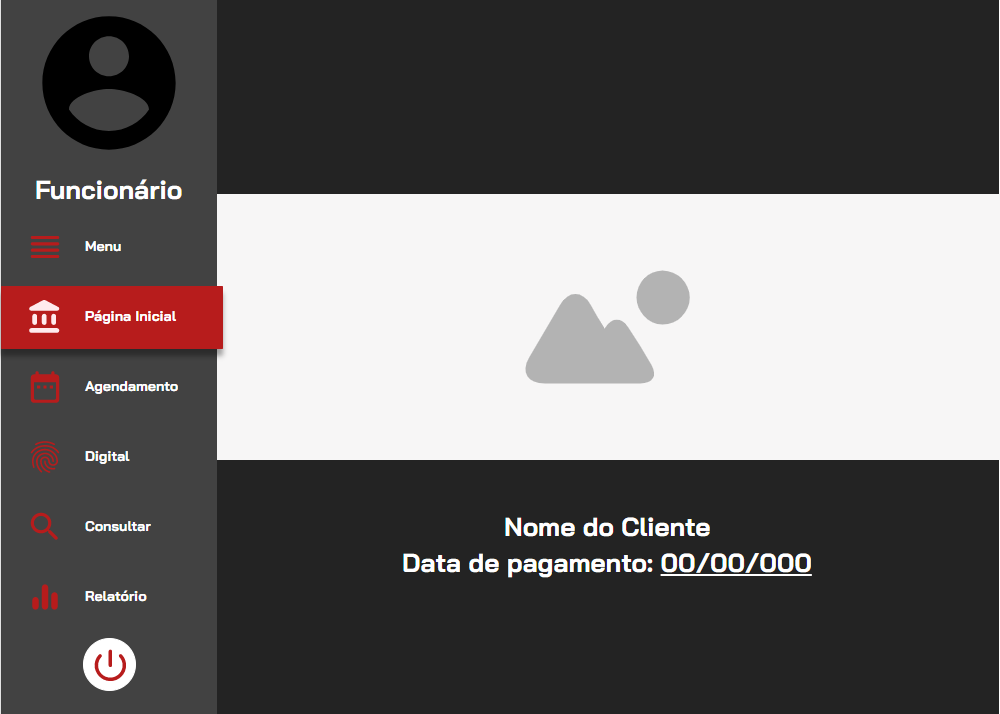 Funcionário
Menu
Página Inicial
Agendamento
Digital
Consultar
Relatório
Nome do Cliente
Data de pagamento: 00/00/000